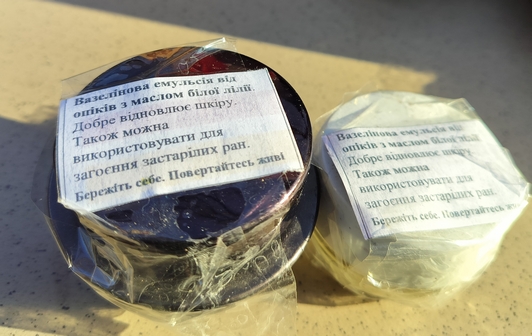 Вазелінова емульсія від
опіків з маслом білої лілії.
Добре відновлює шкіру.
Також можна
використовувати для
загоєння застарілих ран.
Бережіть себе. Повертайтесь живі
Вазелінова емульсія від
опіків з маслом білої лілії
Добре відновлює шкіру.
Також можна
використовувати для
загоєння застарілих ран.
Бережіть себе. Повертайтесь